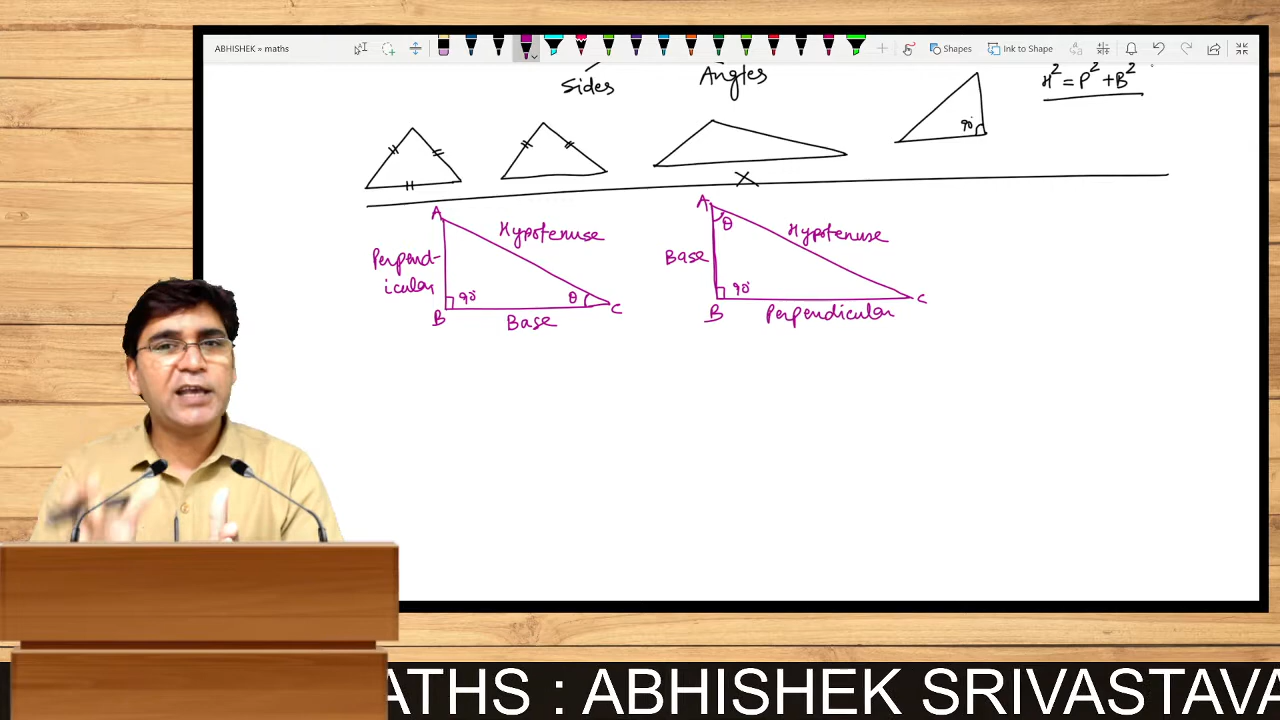 ABHISHEK » maths
Shapes
Ink to Shape
Sides
Angles
H² = P² + B²
90°
A
Hypotenuse
Perpend-
icular
90°
θ
B
Base
C
A
θ
Hypotenuse
Base
90°
B
Perpendicular
C
MATHS : ABHISHEK SRIVASTAVA